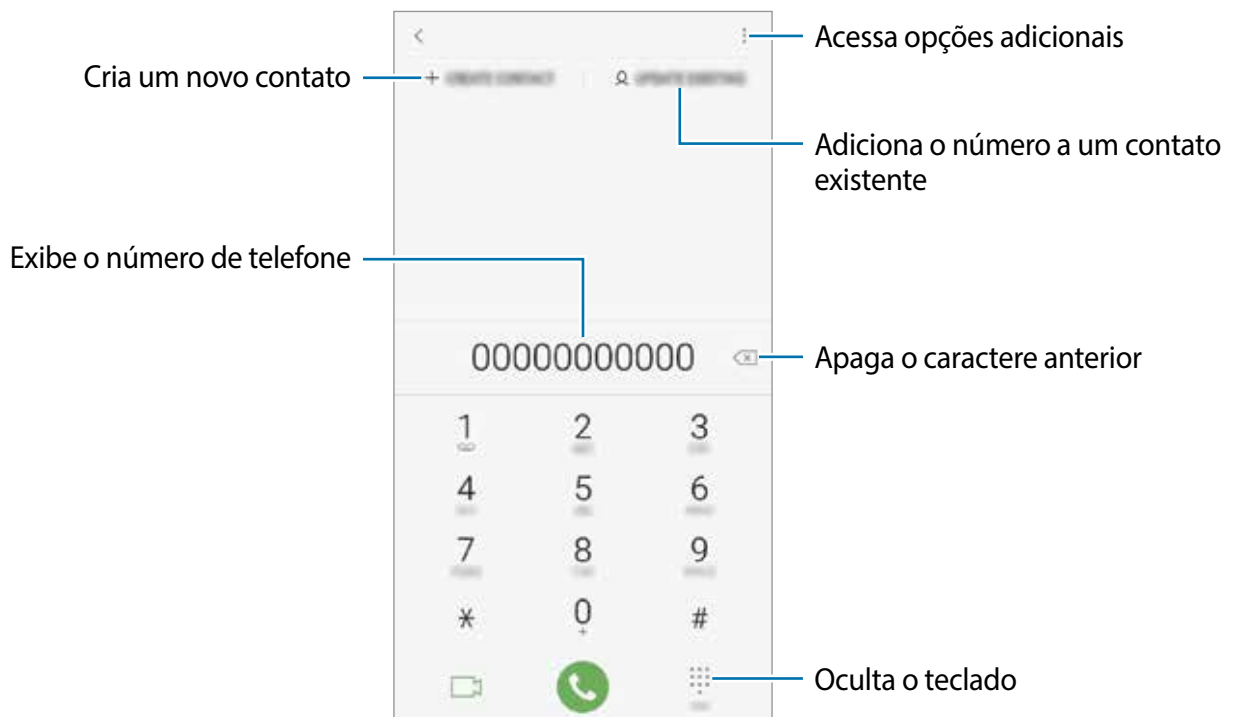 Acessa opções adicionais
Cria um novo contato
Adiciona o número a um contato
existente
Exibe o número de telefone
00000000000
Apaga o caractere anterior
1 2 3
4 5 6
7 8 9
* 0 #
+
Oculta o teclado